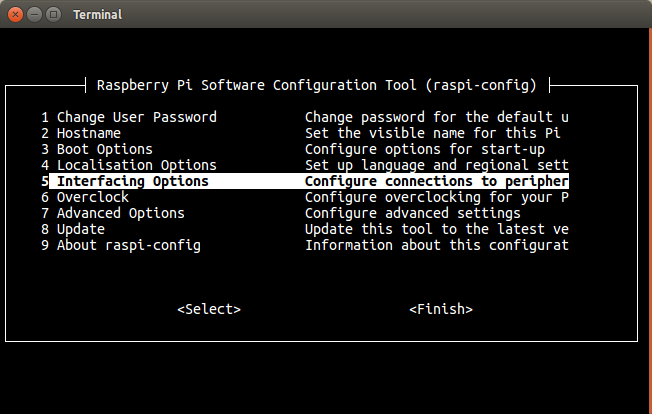 Terminal
Raspberry Pi Software Configuration Tool (raspi-config)
1 Change User Password Change password for the default u
2 Hostname Set the visible name for this Pi
3 Boot Options Configure options for start-up
4 Localisation Options Set up language and regional sett
5 Interfacing Options Configure connections to peripher
6 Overclock Configure overclocking for your P
7 Advanced Options Configure advanced settings
8 Update Update this tool to the latest ve
9 About raspi-config Information about this configurat
<Select> <Finish>